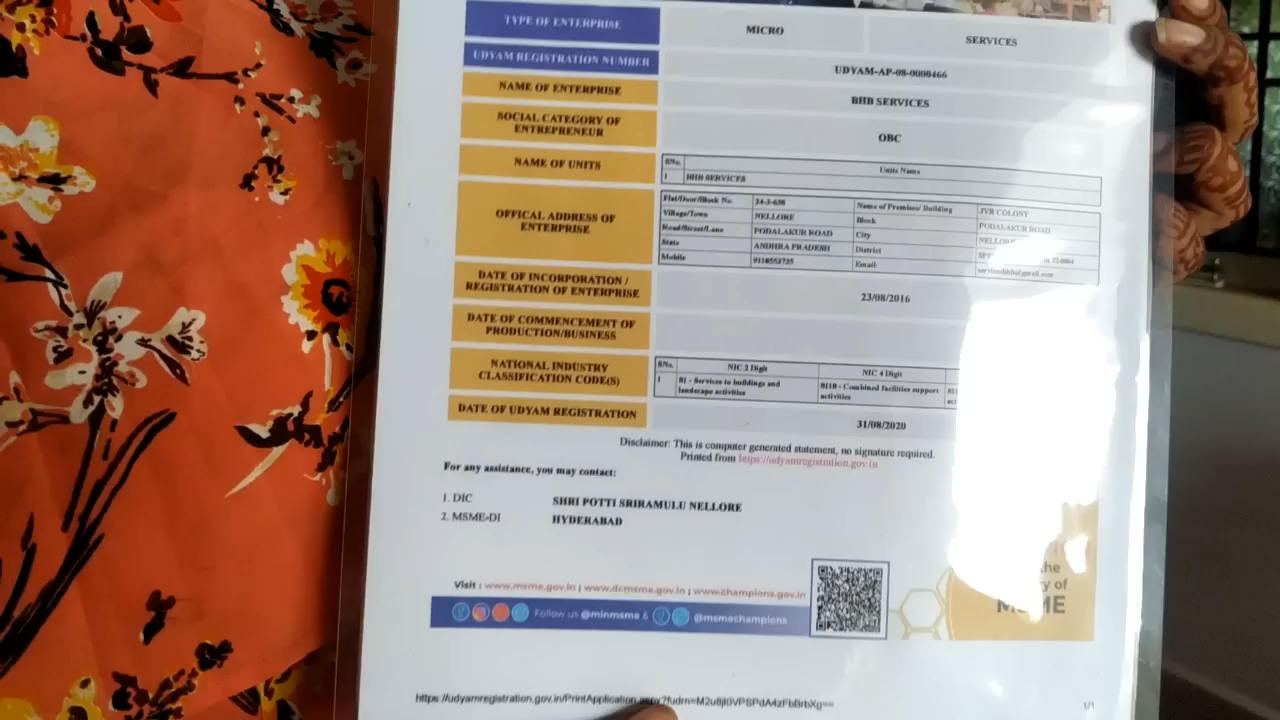 TYPE OF ENTERPRISE MICRO SERVICES
UDYAM REGISTRATION NUMBER UDYAM-AP-08-0000466
NAME OF ENTERPRISE BHB SERVICES
SOCIAL CATEGORY OF ENTREPRENEUR OBC
NAME OF UNITS
SNo. Units Name
1 BHB SERVICES
OFFICAL ADDRESS OF ENTERPRISE
Flat/Door/Block No. 24-3-638 Name of Premises/ Building JVR COLONY
Village/Town NELLORE Block PODALAKUR ROAD
Road/Street/Lane PODALAKUR ROAD City
State ANDHRA PRADESH District
Mobile 9110553735 Email:
DATE OF INCORPORATION / REGISTRATION OF ENTERPRISE 23/08/2016
DATE OF COMMENCEMENT OF PRODUCTION/BUSINESS
NATIONAL INDUSTRY CLASSIFICATION CODE(S)
SNo. NIC 2 Digit NIC 4 Digit
1 81 - Services to buildings and landscape activities 8110 - Combined facilities support activities
DATE OF UDYAM REGISTRATION 31/08/2020
Disclaimer: This is computer generated statement, no signature required.
Printed from https://udyamregistration.gov.in
For any assistance, you may contact:
1. DIC SHRI POTTI SRIRAMULU NELLORE
2. MSME-DI HYDERABAD
Visit : www.msme.gov.in | www.dcmsme.gov.in | www.champions.gov.in
Follow us @minmsme & @msmechampions
MSME
1/1